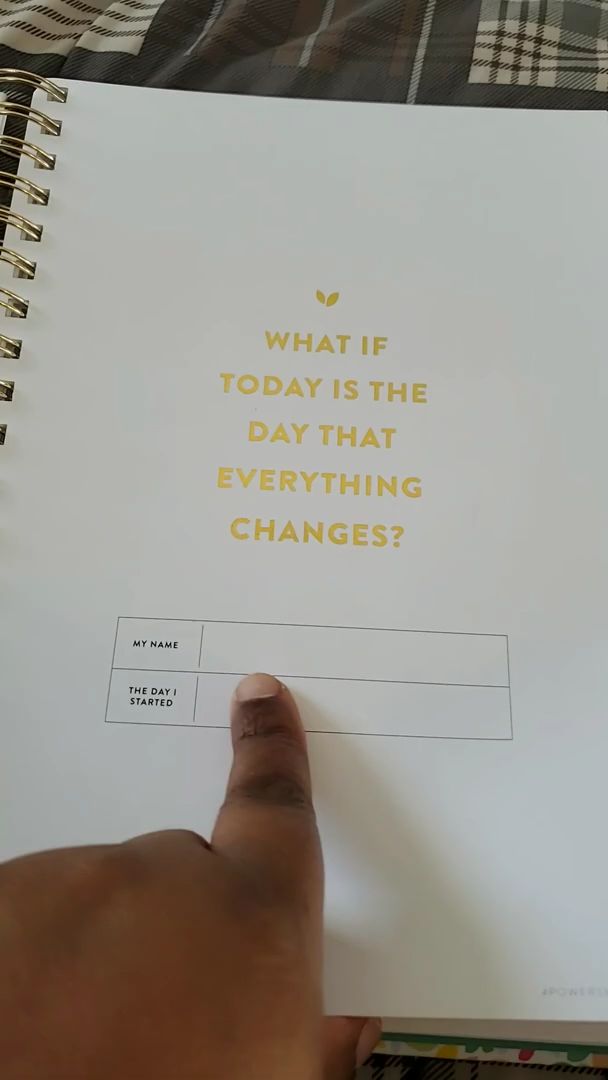 WHAT IF
TODAY IS THE
DAY THAT
EVERYTHING
CHANGES?
MY NAME
THE DAY I
STARTED